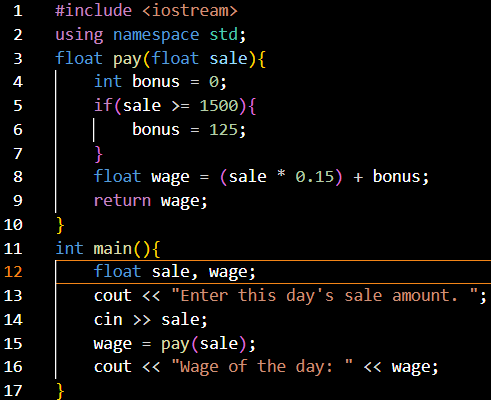 1 #include <iostream>
2 using namespace std;
3 float pay(float sale){
4     int bonus = 0;
5     if(sale >= 1500){
6         bonus = 125;
7     }
8     float wage = (sale * 0.15) + bonus;
9     return wage;
10 }
11 int main(){
12     float sale, wage;
13     cout << "Enter this day's sale amount. ";
14     cin >> sale;
15     wage = pay(sale);
16     cout << "Wage of the day: " << wage;
17 }